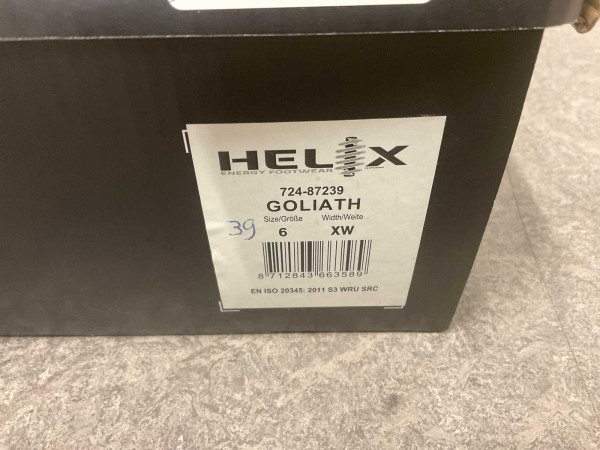 HELIX
ENERGY FOOTWEAR
724-87239
GOLIATH
Size/Größe Width/Weite
39 6 XW
8 712843 663589
EN ISO 20345: 2011 S3 WRU SRC